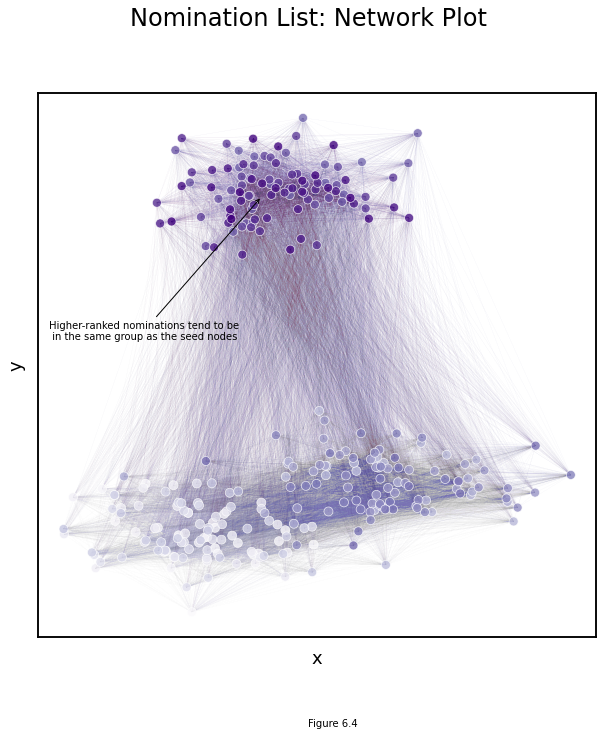 Nomination List: Network Plot
Higher-ranked nominations tend to be
in the same group as the seed nodes
y
x
Figure 6.4